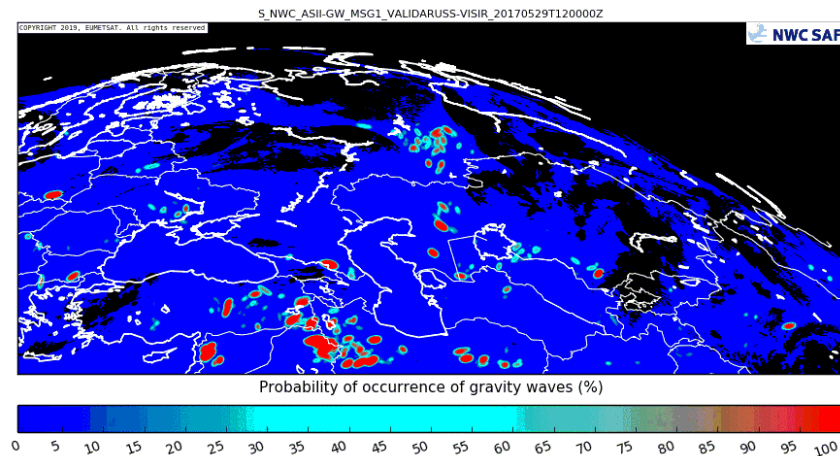 S_NWC_ASII-GW_MSG1_VALIDARUSS-VISIR_20170529T120000Z
COPYRIGHT 2019, EUMETSAT. All rights reserved
NWC SAF
Probability of occurrence of gravity waves (%)
0 5 10 15 20 25 30 35 40 45 50 55 60 65 70 75 80 85 90 95 100